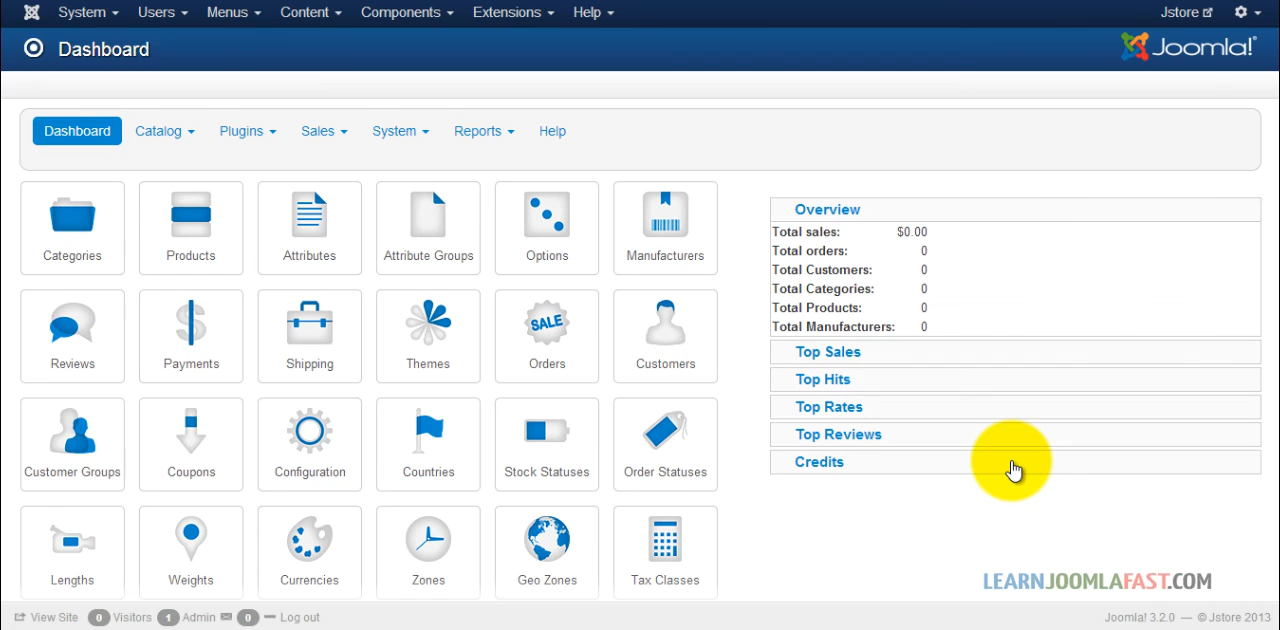 System Users Menus Content Components Extensions Help Jstore
Dashboard Joomla!®
Dashboard Catalog Plugins Sales System Reports Help
Categories Products Attributes Attribute Groups Options Manufacturers
Reviews Payments Shipping Themes SALE Orders Customers
Customer Groups Coupons Configuration Countries Stock Statuses Order Statuses
Lengths Weights Currencies Zones Geo Zones Tax Classes
Overview
Total sales: $0.00
Total orders: 0
Total Customers: 0
Total Categories: 0
Total Products: 0
Total Manufacturers: 0
Top Sales
Top Hits
Top Rates
Top Reviews
Credits
LEARNJOOMLAFAST.COM
View Site 0 Visitors 1 Admin 0 Log out Joomla! 3.2.0 — © Jstore 2013